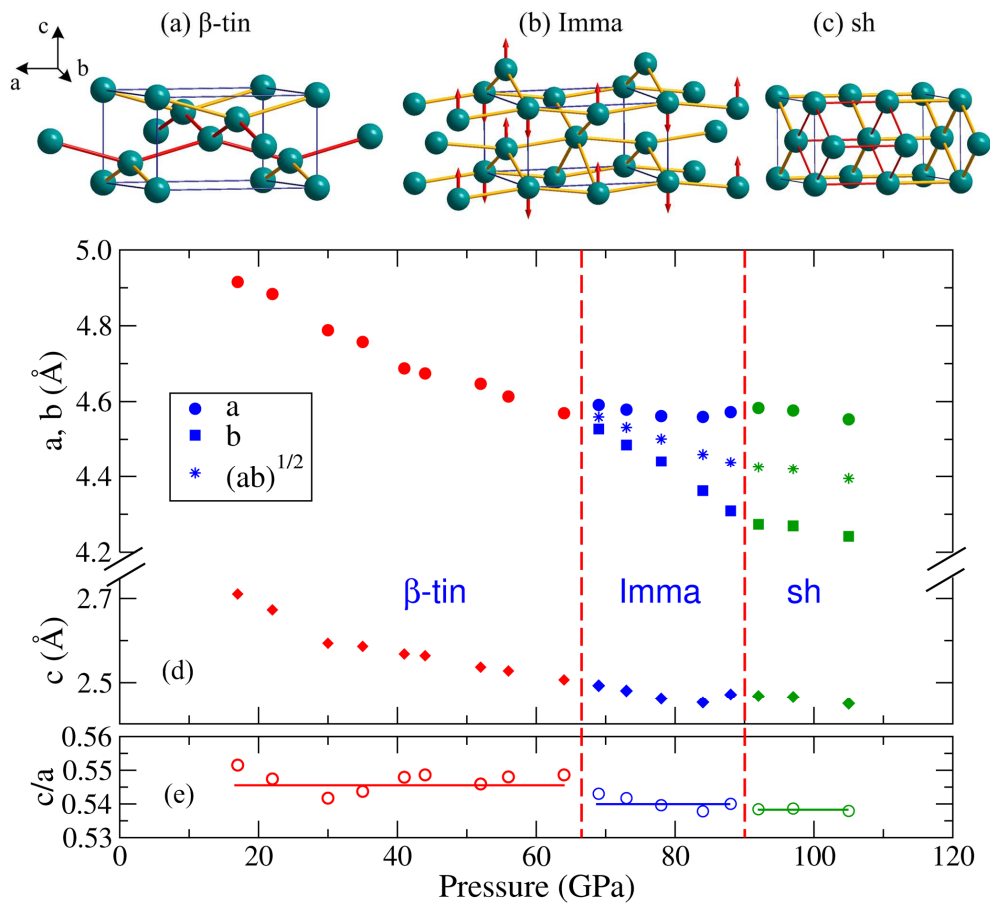 (a) β-tin (b) Imma (c) sh
c
a
b
5.0
4.8
4.6
4.4
4.2
a, b (Å)
a
b
(ab)^1/2
2.7
2.5
c (Å)
β-tin Imma sh
(d)
0.56
0.55
0.54
0.53
c/a
(e)
0 20 40 60 80 100 120
Pressure (GPa)